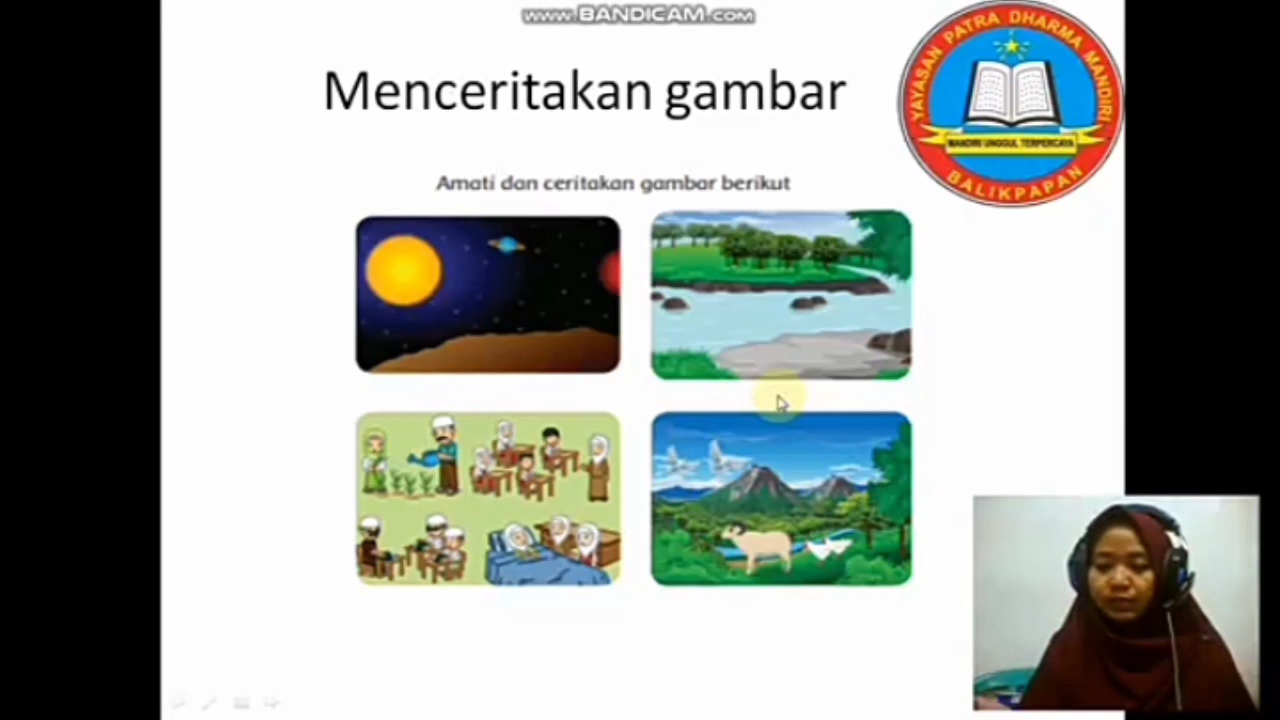 www.BANDICAM.com
YAYASAN PATRA DHARMA MANDIRI
Menceritakan gambar
MANDIRI UNGGUL TERPERCAYA
BALIKPAPAN
Amati dan ceritakan gambar berikut